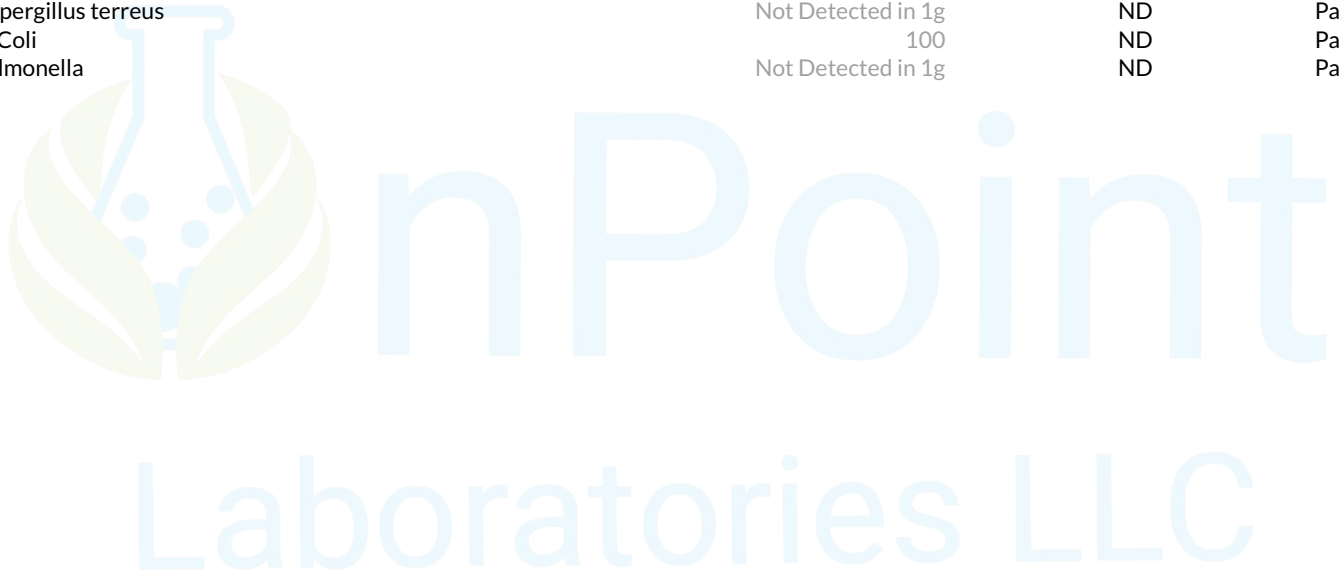 pergillus terreus Not Detected in 1g ND Pa
Coli 100 ND Pa
lmonella Not Detected in 1g ND Pa
nPoint
Laboratories LLC